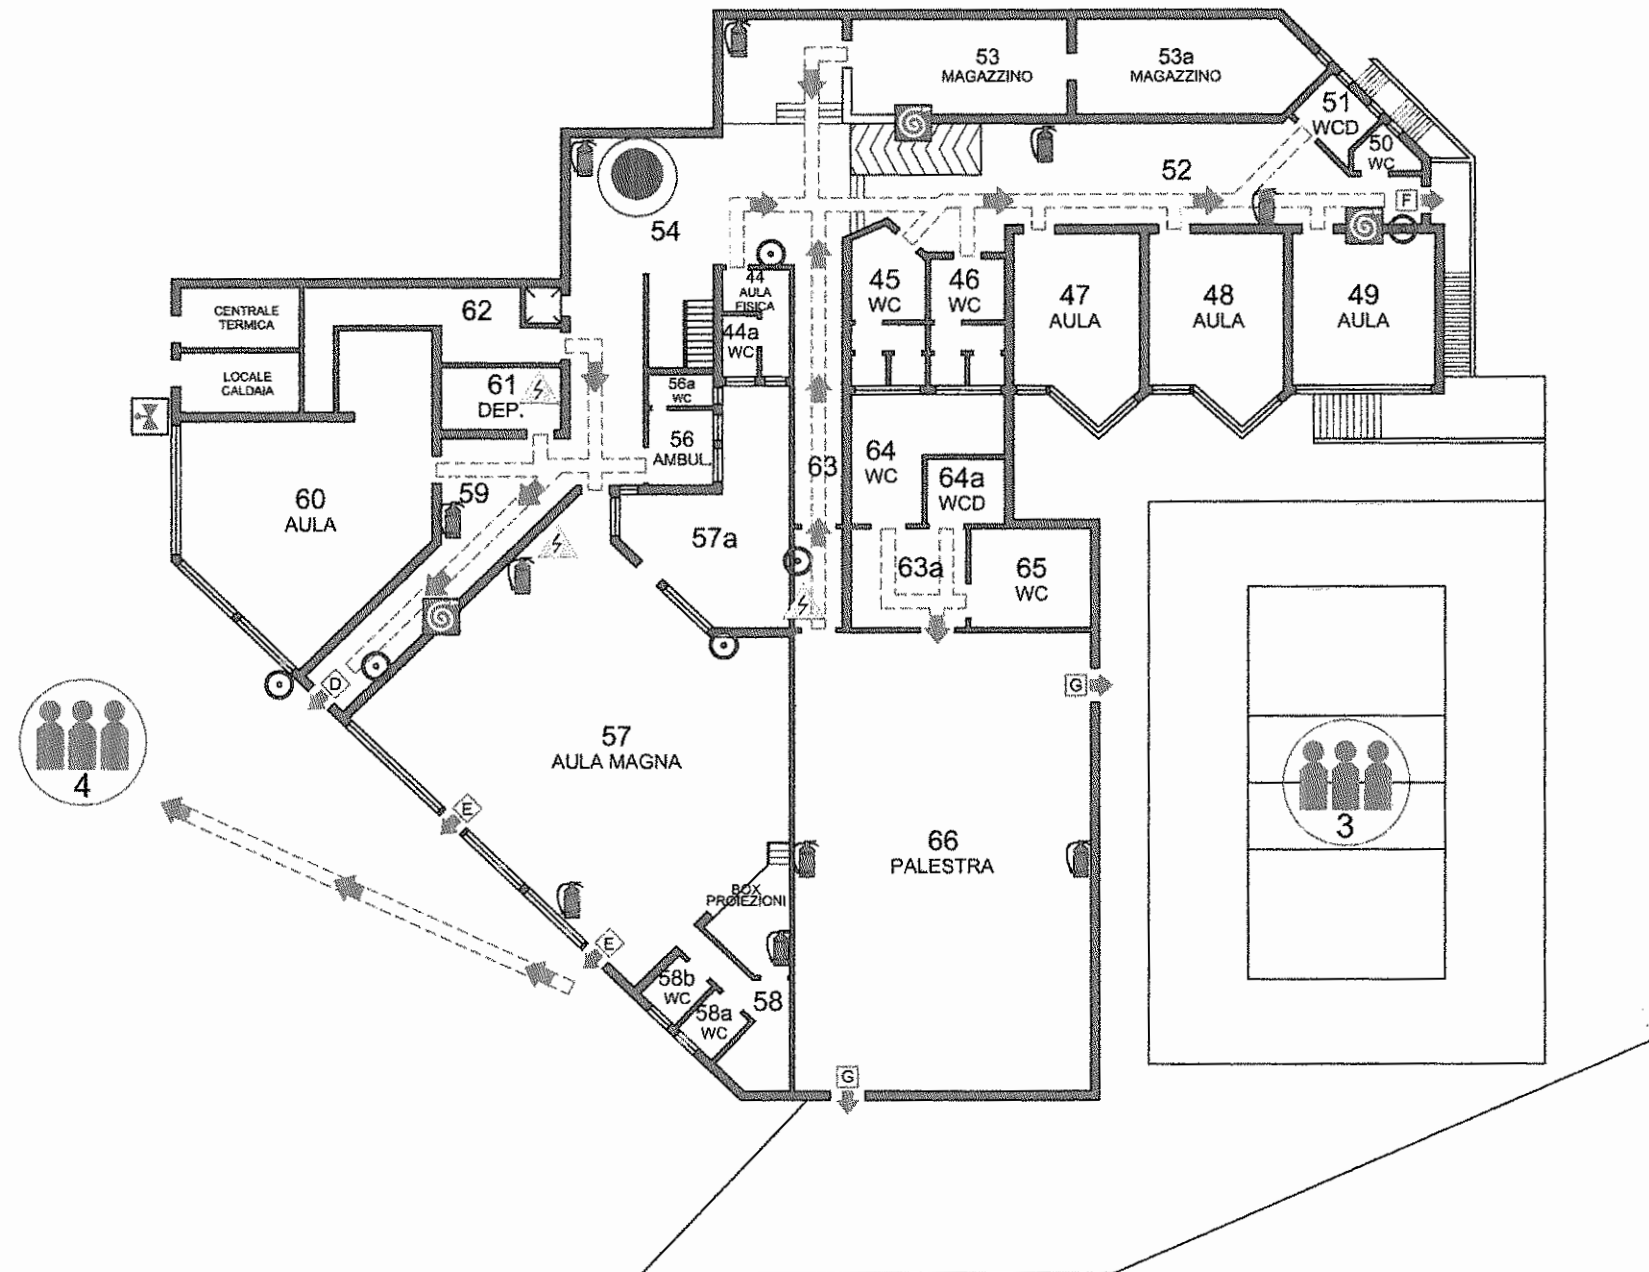 53
MAGAZZINO
53a
MAGAZZINO
51
WCD
50
WC
52
F
54
44
AULA
FISICA
44a
WC
45
WC
46
WC
47
AULA
48
AULA
49
AULA
CENTRALE
TERMICA
62
LOCALE
CALDAIA
61
DEP.
56a
WC
56
AMBUL.
63
64
WC
64a
WCD
60
AULA
59
57a
63a
65
WC
D
G
57
AULA MAGNA
4
E
3
66
PALESTRA
BOX
PROIEZIONI
E
58b
WC
58a
WC
58
G